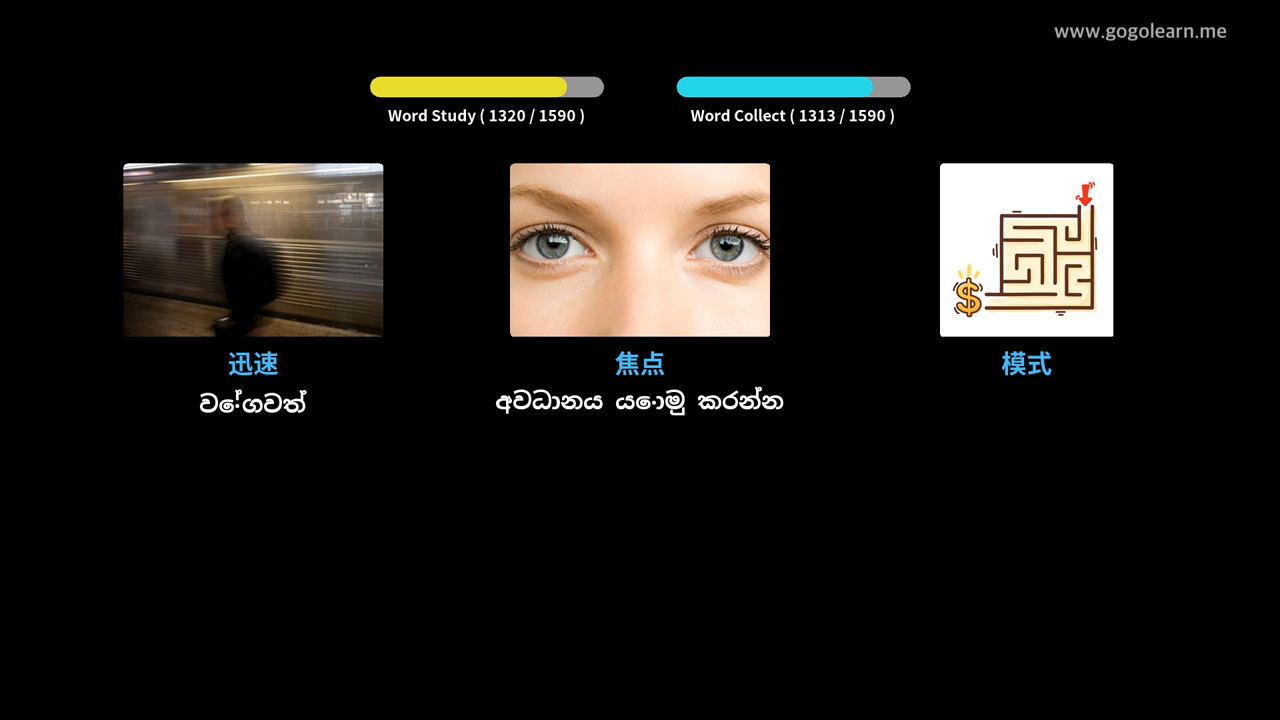 www.gogolearn.me
Word Study ( 1320 / 1590 )
Word Collect ( 1313 / 1590 )
迅速
焦点
模式
වේගවත්
අවධානය යොමු කරන්න